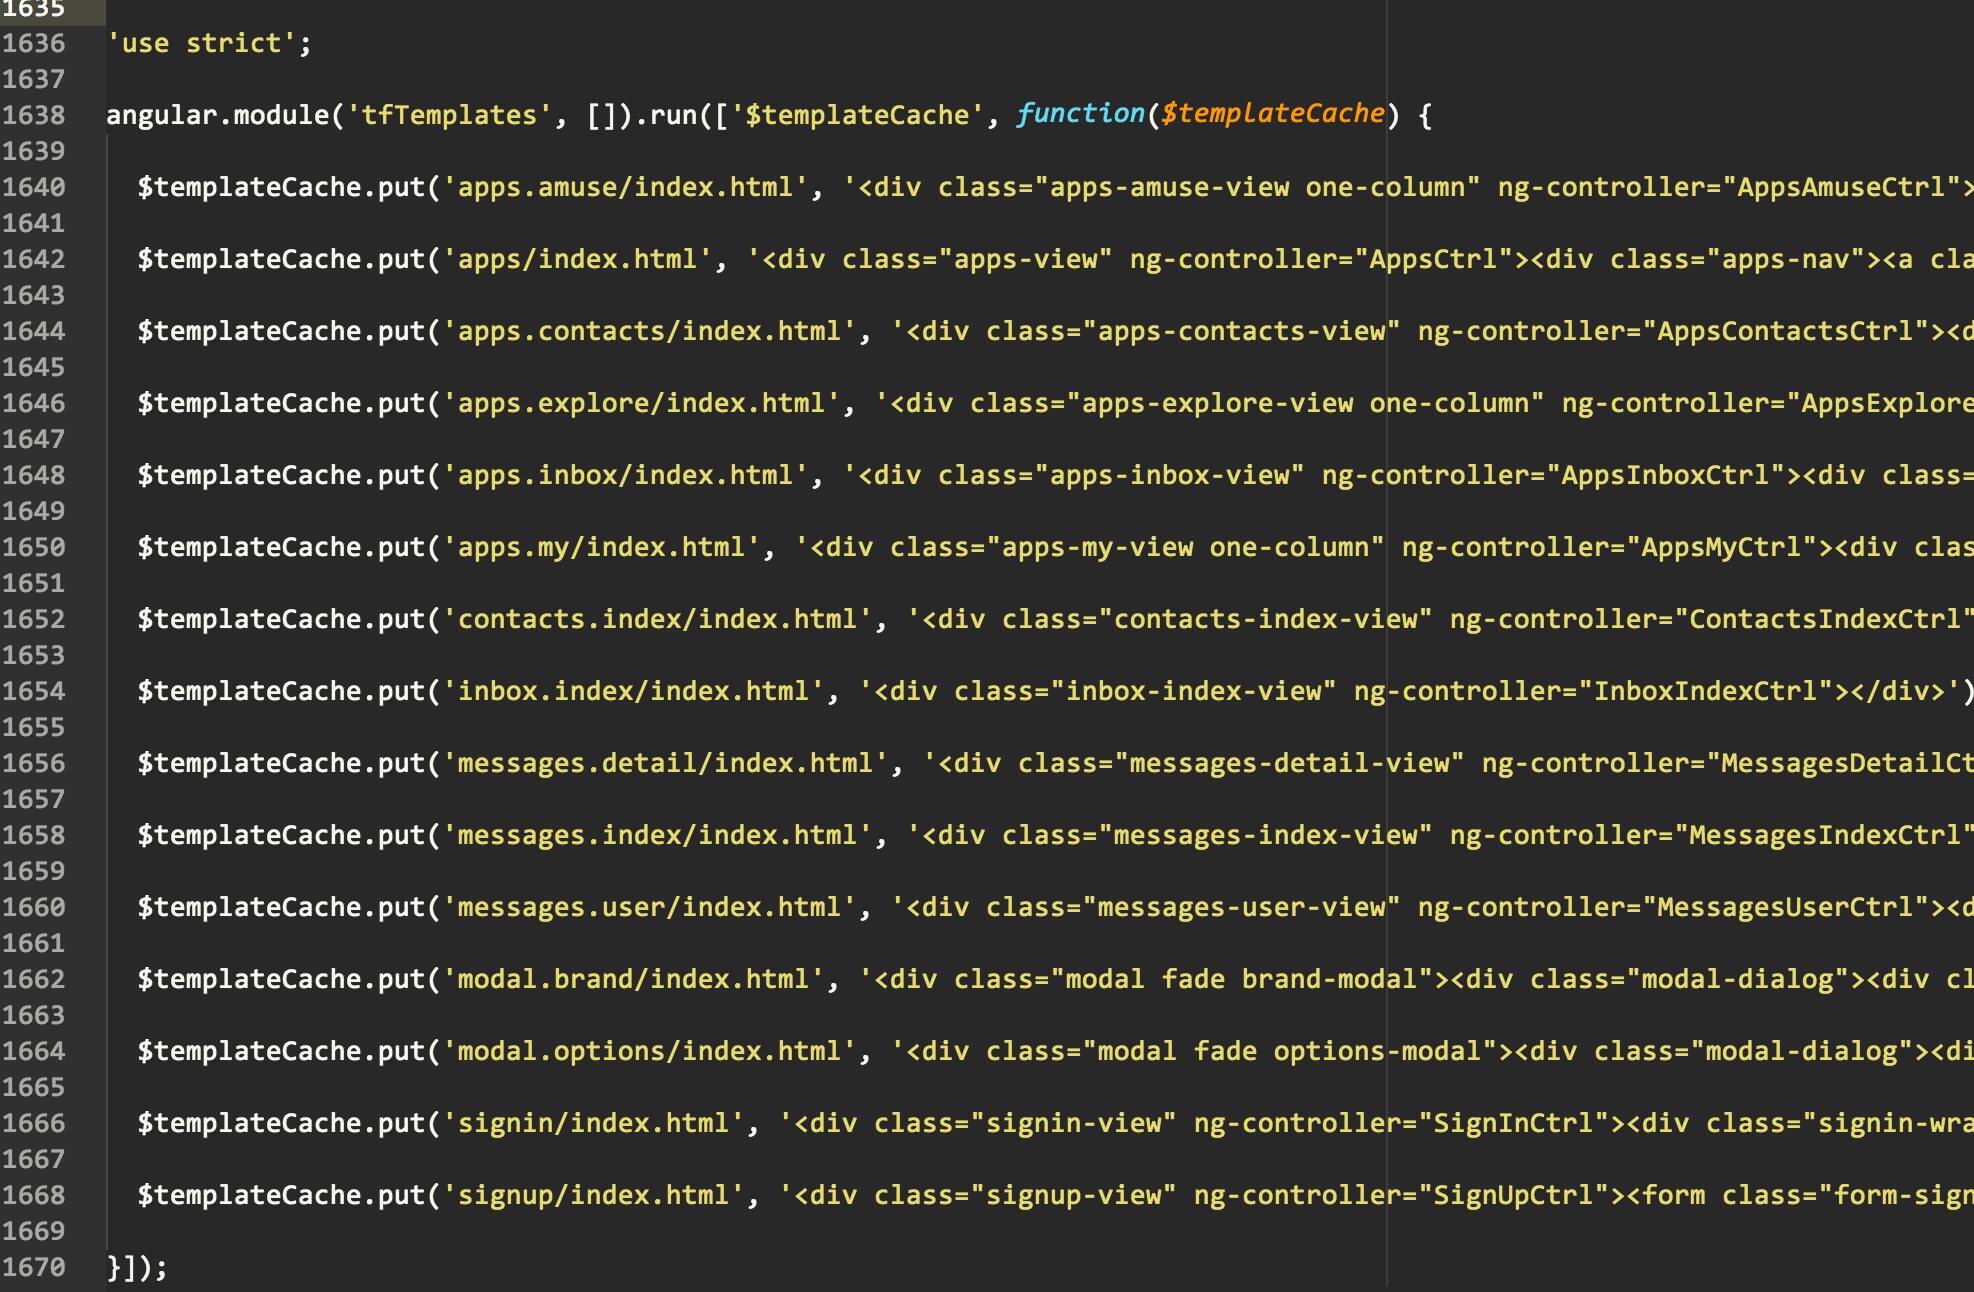 1635
1636 'use strict';
1637
1638 angular.module('tfTemplates', []).run(['$templateCache', function($templateCache) {
1639
1640 $templateCache.put('apps.amuse/index.html', '<div class="apps-amuse-view one-column" ng-controller="AppsAmuseCtrl">
1641
1642 $templateCache.put('apps/index.html', '<div class="apps-view" ng-controller="AppsCtrl"><div class="apps-nav"><a cla
1643
1644 $templateCache.put('apps.contacts/index.html', '<div class="apps-contacts-view" ng-controller="AppsContactsCtrl"><d
1645
1646 $templateCache.put('apps.explore/index.html', '<div class="apps-explore-view one-column" ng-controller="AppsExplore
1647
1648 $templateCache.put('apps.inbox/index.html', '<div class="apps-inbox-view" ng-controller="AppsInboxCtrl"><div class=
1649
1650 $templateCache.put('apps.my/index.html', '<div class="apps-my-view one-column" ng-controller="AppsMyCtrl"><div clas
1651
1652 $templateCache.put('contacts.index/index.html', '<div class="contacts-index-view" ng-controller="ContactsIndexCtrl"
1653
1654 $templateCache.put('inbox.index/index.html', '<div class="inbox-index-view" ng-controller="InboxIndexCtrl"></div>')
1655
1656 $templateCache.put('messages.detail/index.html', '<div class="messages-detail-view" ng-controller="MessagesDetailCt
1657
1658 $templateCache.put('messages.index/index.html', '<div class="messages-index-view" ng-controller="MessagesIndexCtrl"
1659
1660 $templateCache.put('messages.user/index.html', '<div class="messages-user-view" ng-controller="MessagesUserCtrl"><d
1661
1662 $templateCache.put('modal.brand/index.html', '<div class="modal fade brand-modal"><div class="modal-dialog"><div cl
1663
1664 $templateCache.put('modal.options/index.html', '<div class="modal fade options-modal"><div class="modal-dialog"><di
1665
1666 $templateCache.put('signin/index.html', '<div class="signin-view" ng-controller="SignInCtrl"><div class="signin-wra
1667
1668 $templateCache.put('signup/index.html', '<div class="signup-view" ng-controller="SignUpCtrl"><form class="form-sign
1669
1670 }]);